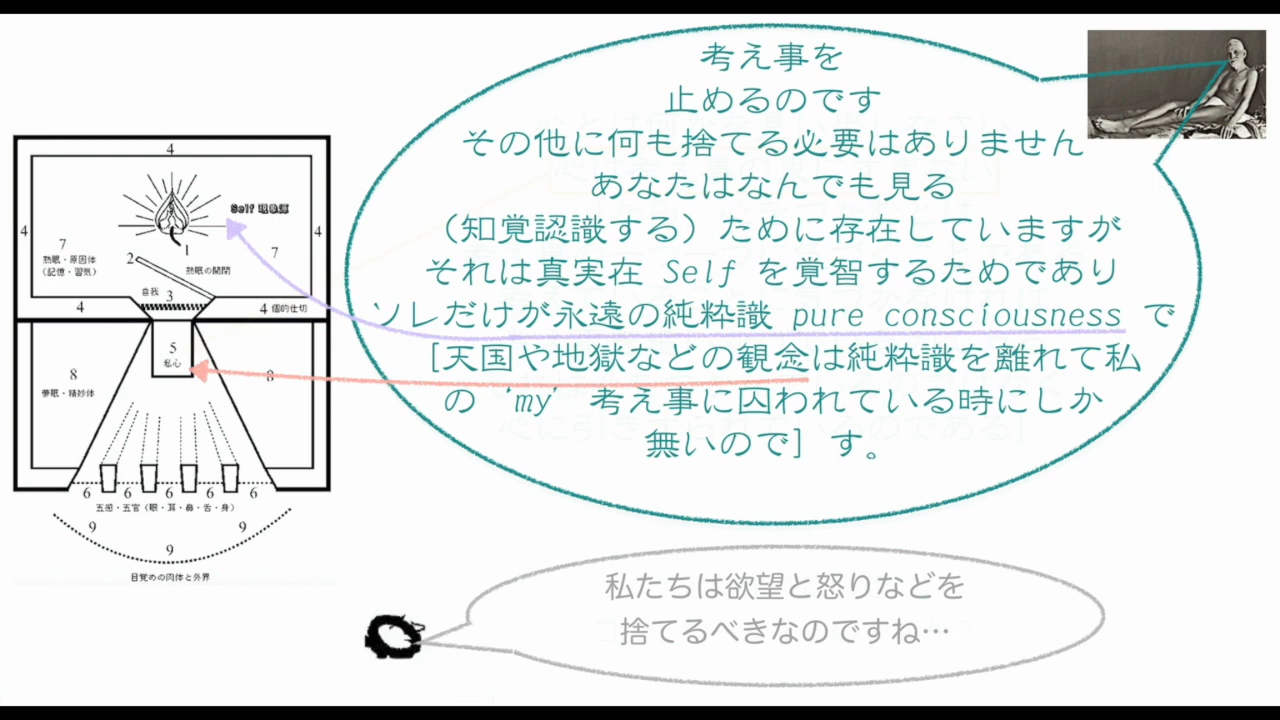 考え事を
止めるのです
その他に何も捨てる必要はありません
あなたはなんでも見る
（知覚認識する）ために存在していますが
それは真実在 Self を覚智するためであり
ソレだけが永遠の純粋識 pure consciousness で
[天国や地獄などの観念は純粋識を離れて私
の‘my’考え事に囚われている時にしか
無いので] す。
4
Self 現象源
4
4
7
1
7
熟眠・原因体
（記憶・習気）
2
熟眠の開閉
自我
3
4
4 個的仕切
5
私心
8
8
夢眠・精妙体
6 6 6 6 6
五感・五官（眼・耳・鼻・舌・身）
9 9
9
目覚めの肉体と外界
私たちは欲望と怒りなどを
捨てるべきなのですね…